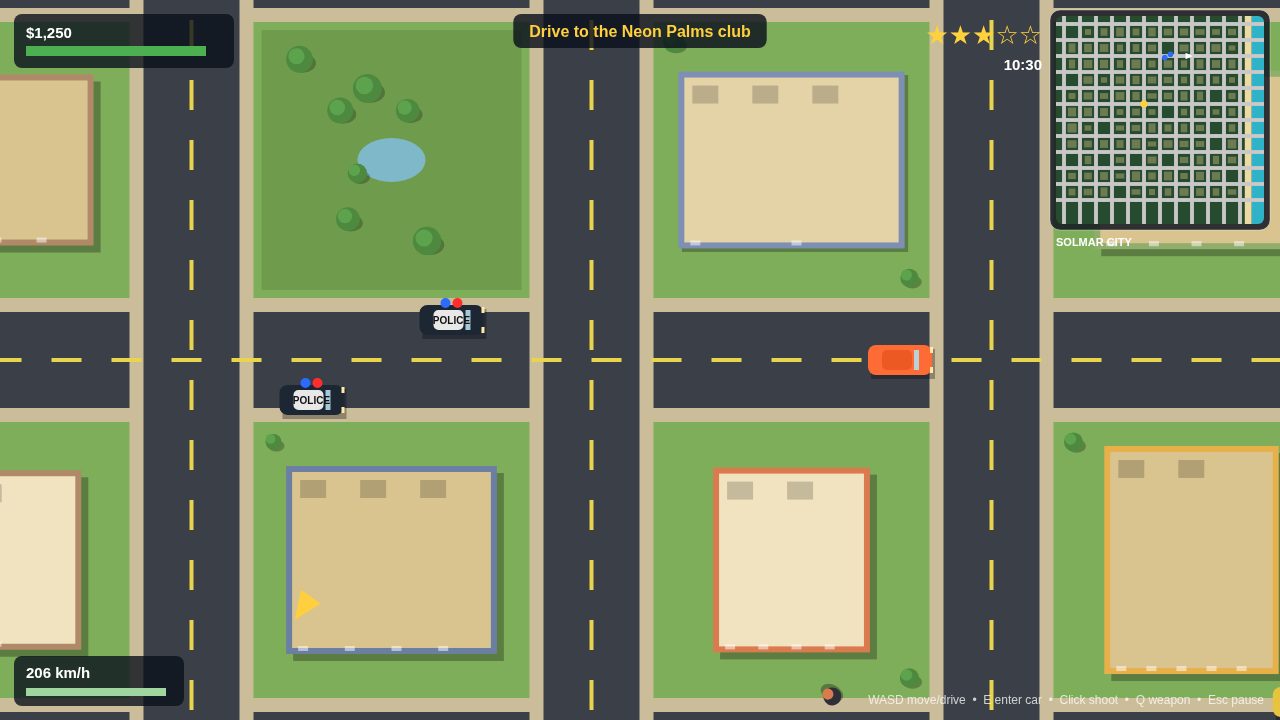 $1,250
Drive to the Neon Palms club
★★★☆☆
10:30
SOLMAR CITY
POLICE
POLICE
206 km/h
WASD move/drive • E enter car • Click shoot • Q weapon • Esc pause